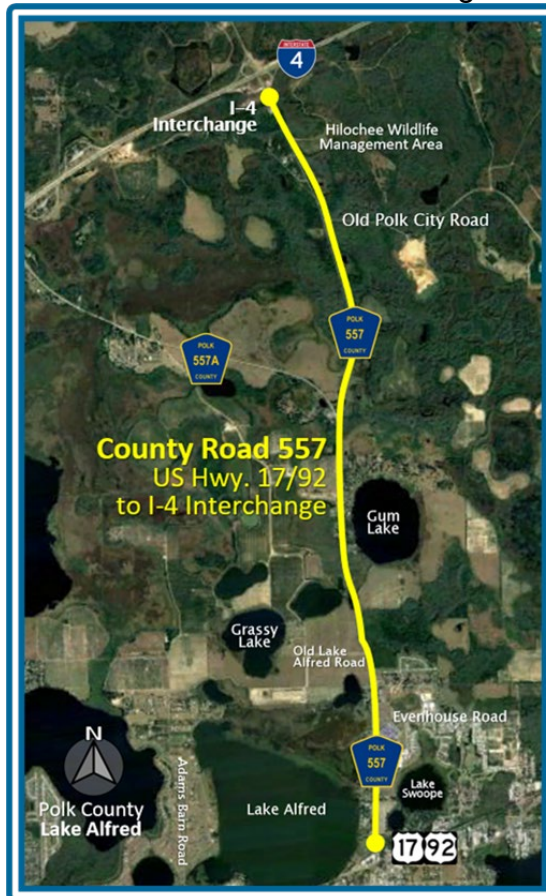 INTERSTATE
4
I-4
Interchange
Hilochee Wildlife
Management Area
Old Polk City Road
POLK
557
COUNTY
POLK
557A
COUNTY
County Road 557
US Hwy. 17/92
to I-4 Interchange
Gum
Lake
Grassy
Lake
Old Lake
Alfred Road
Evenhouse Road
N
POLK
557
COUNTY
Adams Barn Road
Lake
Swoope
Polk County
Lake Alfred
Lake Alfred
17 92